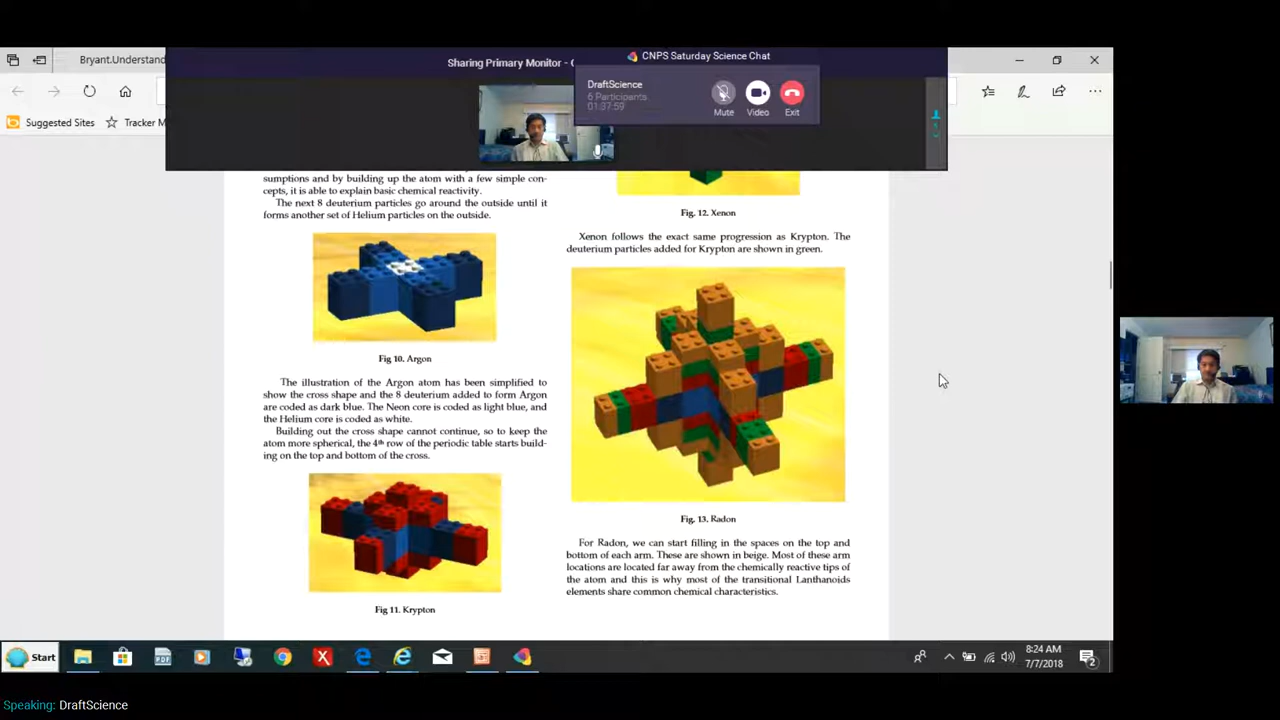 CNPS Saturday Science Chat
Bryant.Understand
Sharing Primary Monitor - C
DraftScience
6 Participants
01:37:59
Mute
Video
Exit
Suggested Sites
Tracker M
sumptions and by building up the atom with a few simple con-
cepts, it is able to explain basic chemical reactivity.
The next 8 deuterium particles go around the outside until it
forms another set of Helium particles on the outside.
Fig 10. Argon
The illustration of the Argon atom has been simplified to
show the cross shape and the 8 deuterium added to form Argon
are coded as dark blue. The Neon core is coded as light blue, and
the Helium core is coded as white.
Building out the cross shape cannot continue, so to keep the
atom more spherical, the 4th row of the periodic table starts build-
ing on the top and bottom of the cross.
Fig 11. Krypton
Fig. 12. Xenon
Xenon follows the exact same progression as Krypton. The
deuterium particles added for Krypton are shown in green.
Fig. 13. Radon
For Radon, we can start filling in the spaces on the top and
bottom of each arm. These are shown in beige. Most of these arm
locations are located far away from the chemically reactive tips of
the atom and this is why most of the transitional Lanthanoids
elements share common chemical characteristics.
Start
8:24 AM
7/7/2018
2
Speaking: DraftScience